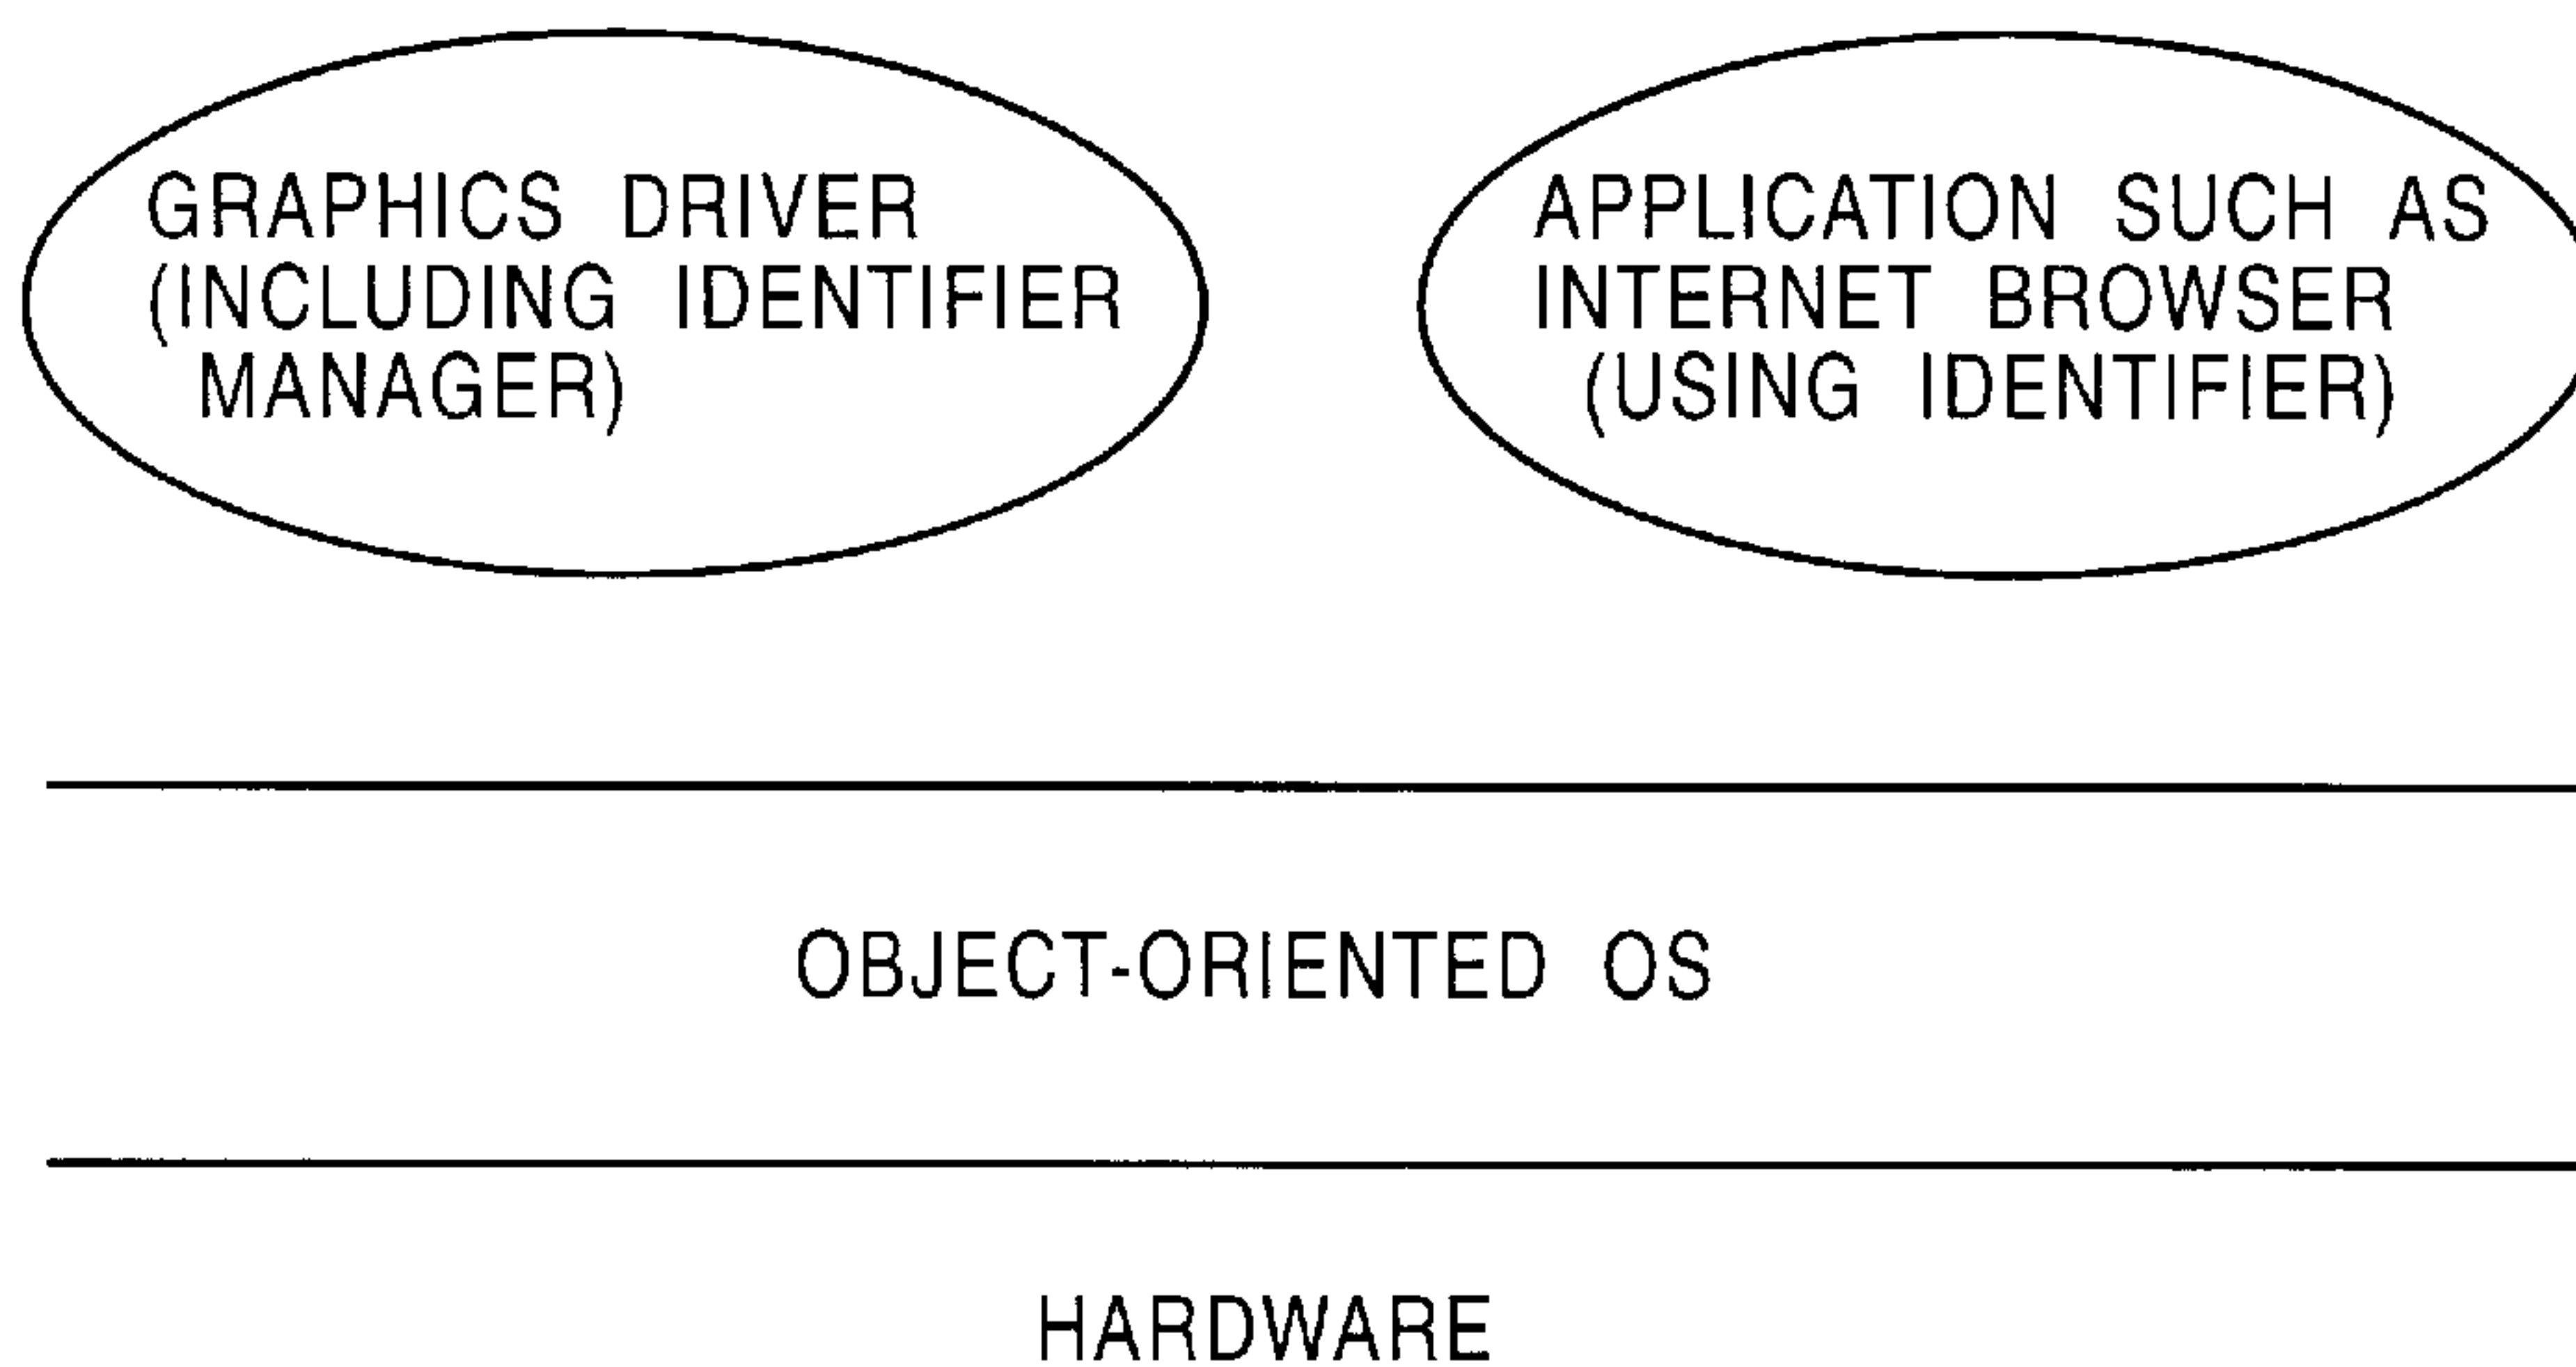 GRAPHICS DRIVER
(INCLUDING IDENTIFIER
MANAGER)
APPLICATION SUCH AS
INTERNET BROWSER
(USING IDENTIFIER)
OBJECT-ORIENTED OS
HARDWARE